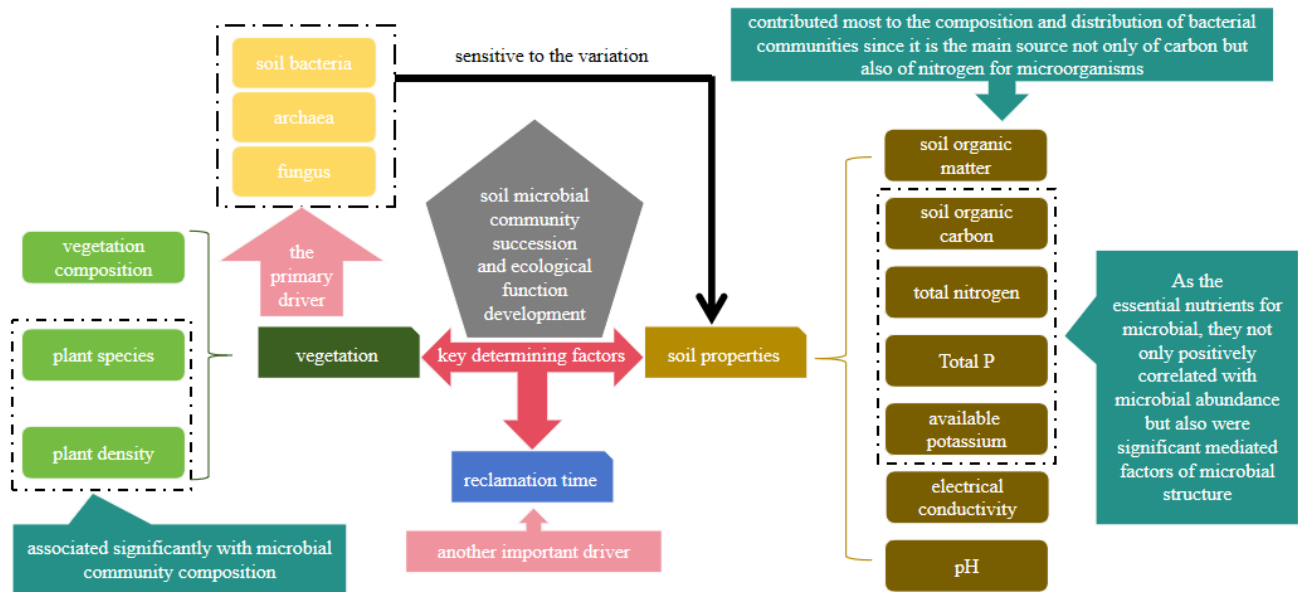 contributed most to the composition and distribution of bacterial
communities since it is the main source not only of carbon but
also of nitrogen for microorganisms
soil bacteria
archaea
fungus
sensitive to the variation
the
primary
driver
soil microbial
community
succession
and ecological
function
development
vegetation
composition
plant species
plant density
vegetation
key determining factors
soil properties
reclamation time
another important driver
associated significantly with microbial
community composition
soil organic
matter
soil organic
carbon
total nitrogen
Total P
available
potassium
electrical
conductivity
pH
As the
essential nutrients for
microbial, they not
only positively
correlated with
microbial abundance
but also were
significant mediated
factors of microbial
structure